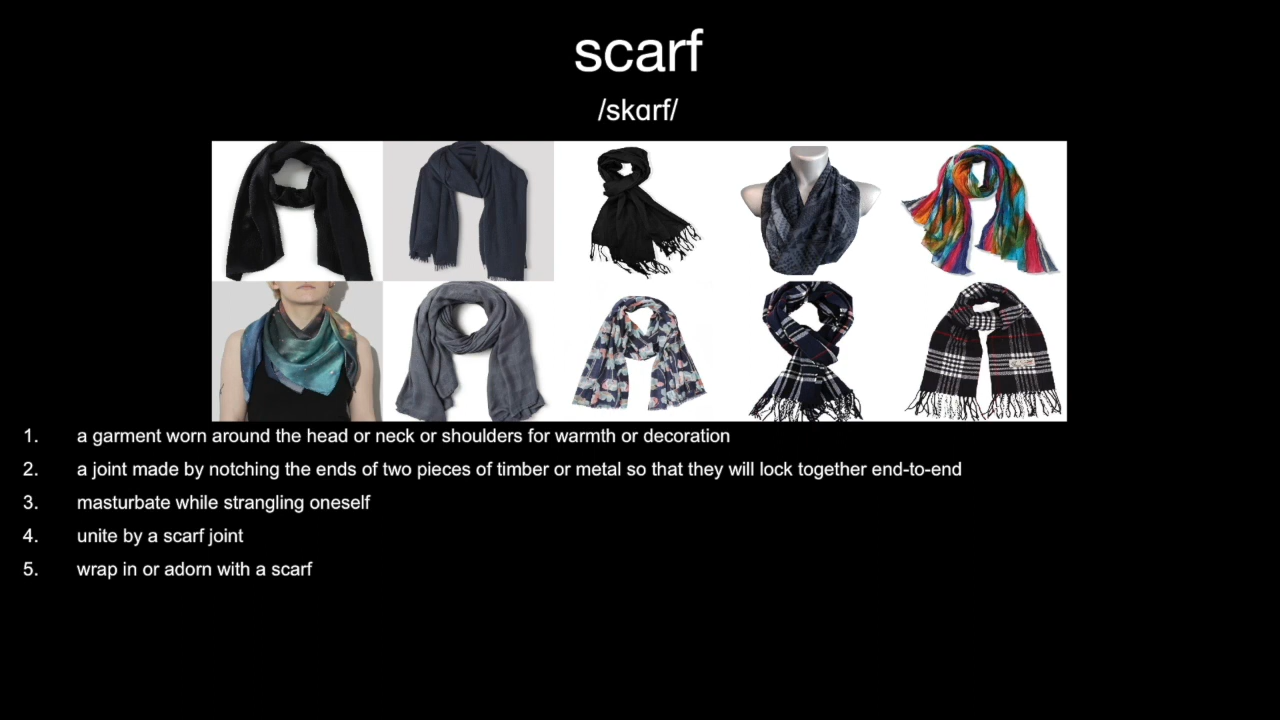 scarf
/skɑrf/
1. a garment worn around the head or neck or shoulders for warmth or decoration
2. a joint made by notching the ends of two pieces of timber or metal so that they will lock together end-to-end
3. masturbate while strangling oneself
4. unite by a scarf joint
5. wrap in or adorn with a scarf